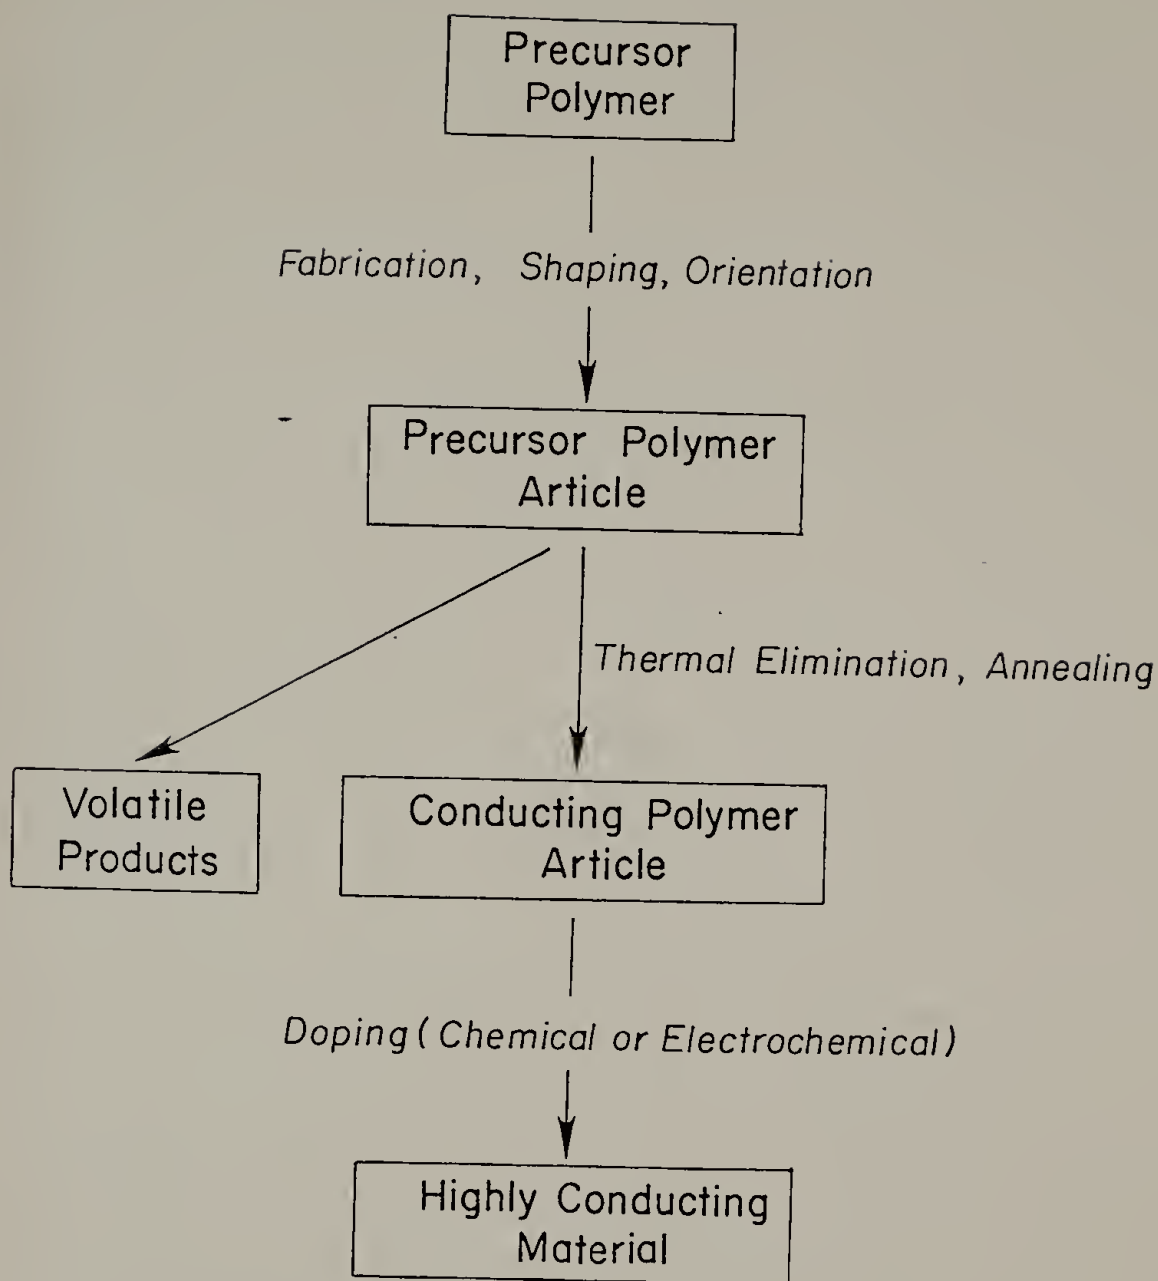 Precursor
Polymer
Fabrication, Shaping, Orientation
Precursor Polymer
Article
Thermal Elimination, Annealing
Volatile
Products
Conducting Polymer
Article
Doping (Chemical or Electrochemical)
Highly Conducting
Material